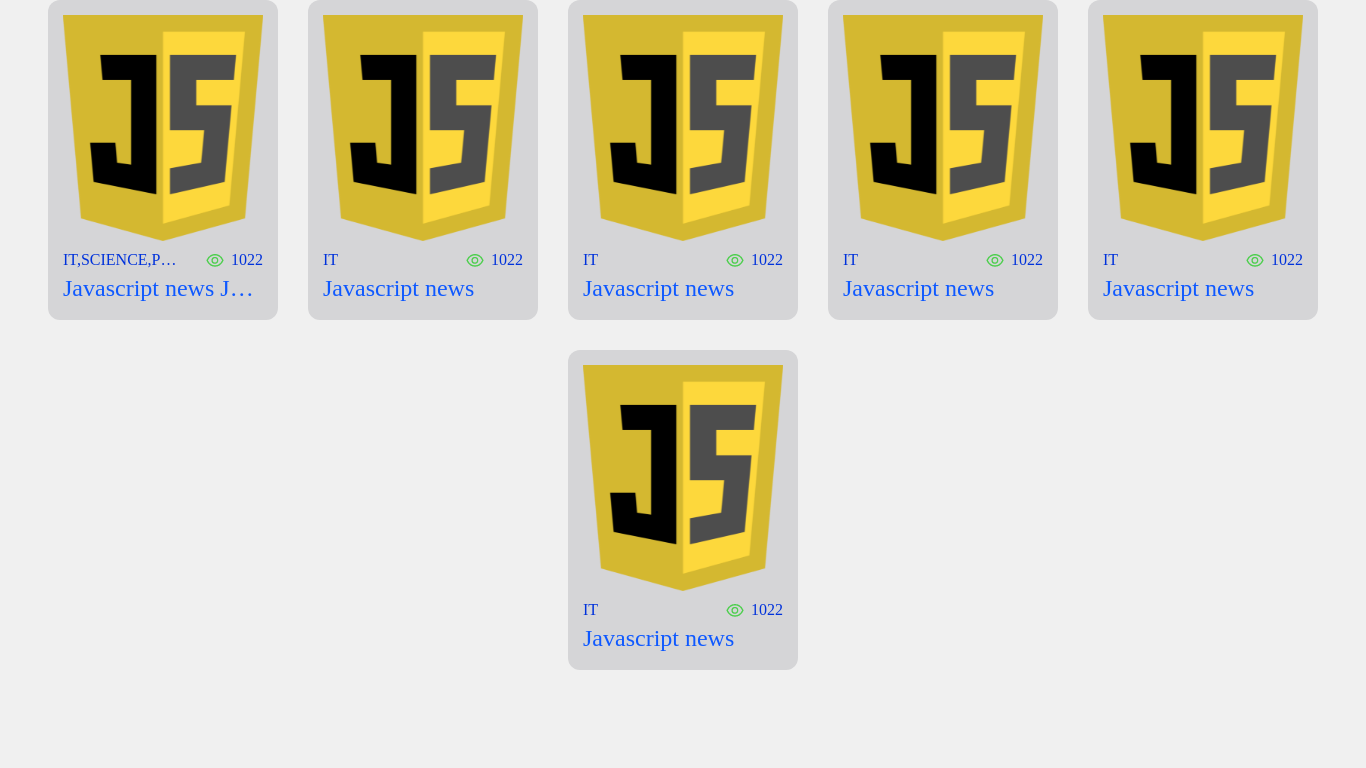 JS JS JS JS JS
IT,SCIENCE,P… 1022 IT 1022 IT 1022 IT 1022 IT 1022
Javascript news J… Javascript news Javascript news Javascript news Javascript news
JS
IT 1022
Javascript news